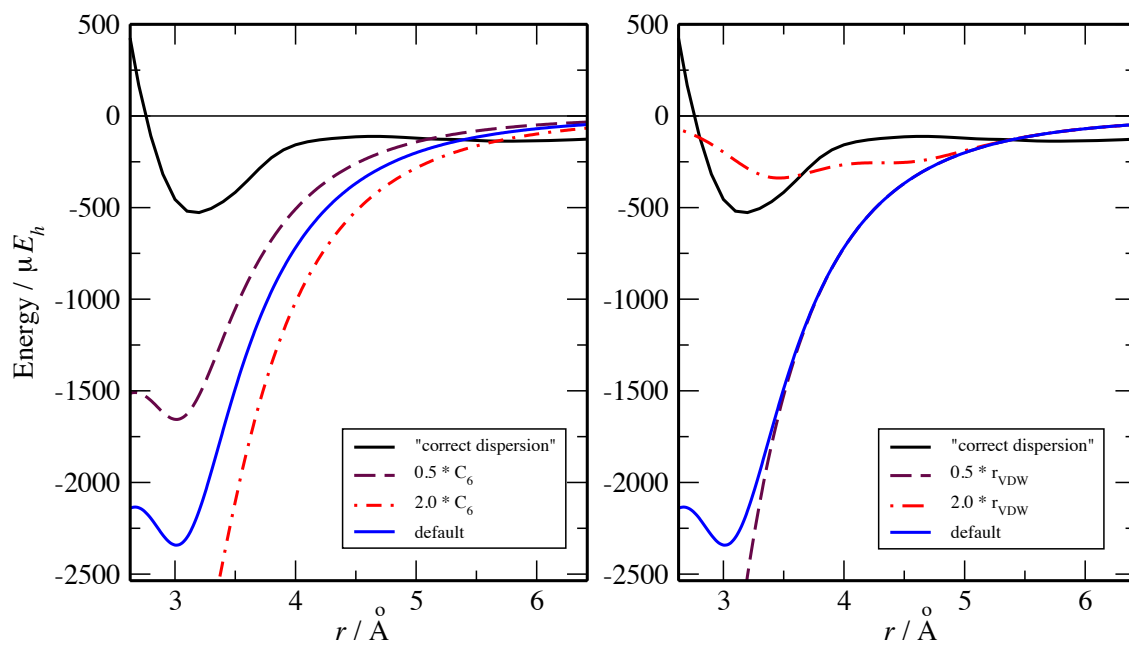 Energy / μE_h
500
0
-500
-1000
-1500
-2000
-2500
3 4 5 6
r / Å
"correct dispersion"
0.5 * C₆
2.0 * C₆
default
500
0
-500
-1000
-1500
-2000
-2500
3 4 5 6
r / Å
"correct dispersion"
0.5 * r_VDW
2.0 * r_VDW
default